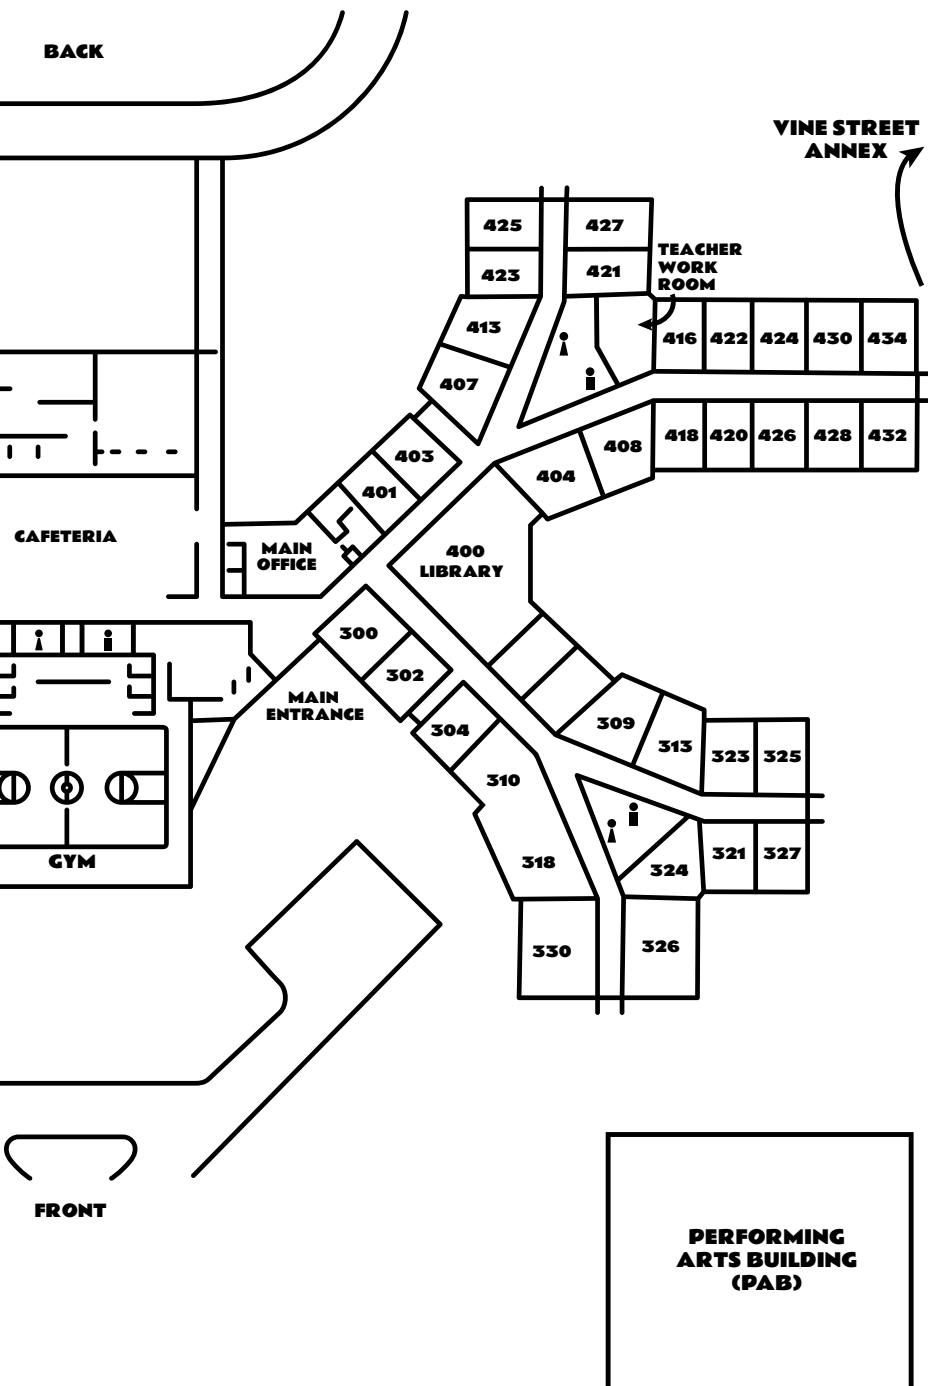 BACK
VINE STREET
ANNEX
425
427
TEACHER
WORK
ROOM
423
421
413
416
422
424
430
434
407
418
420
426
428
432
408
403
404
401
CAFETERIA
MAIN
OFFICE
400
LIBRARY
300
302
MAIN
ENTRANCE
304
309
313
323
325
310
321
327
GYM
318
324
330
326
FRONT
PERFORMING
ARTS BUILDING
(PAB)